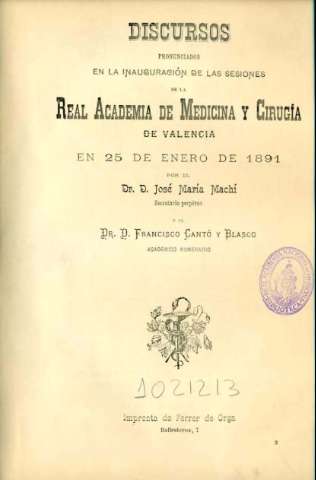 DISCURSOS
PRONUNCIADOS
EN LA INAUGURACIÓN DE LAS SESIONES
DE LA
REAL ACADEMIA DE MEDICINA Y CIRUGÍA
DE VALENCIA
EN 25 DE ENERO DE 1891
POR EL
Dr. D. José María Machí
Secretario perpétuo
Y EL
DR. D. FRANCISCO CANTÓ Y BLASCO
ACADÉMICO NUMERARIO
1021213
Imprenta de Ferrer de Orga
Ballesteros, 7